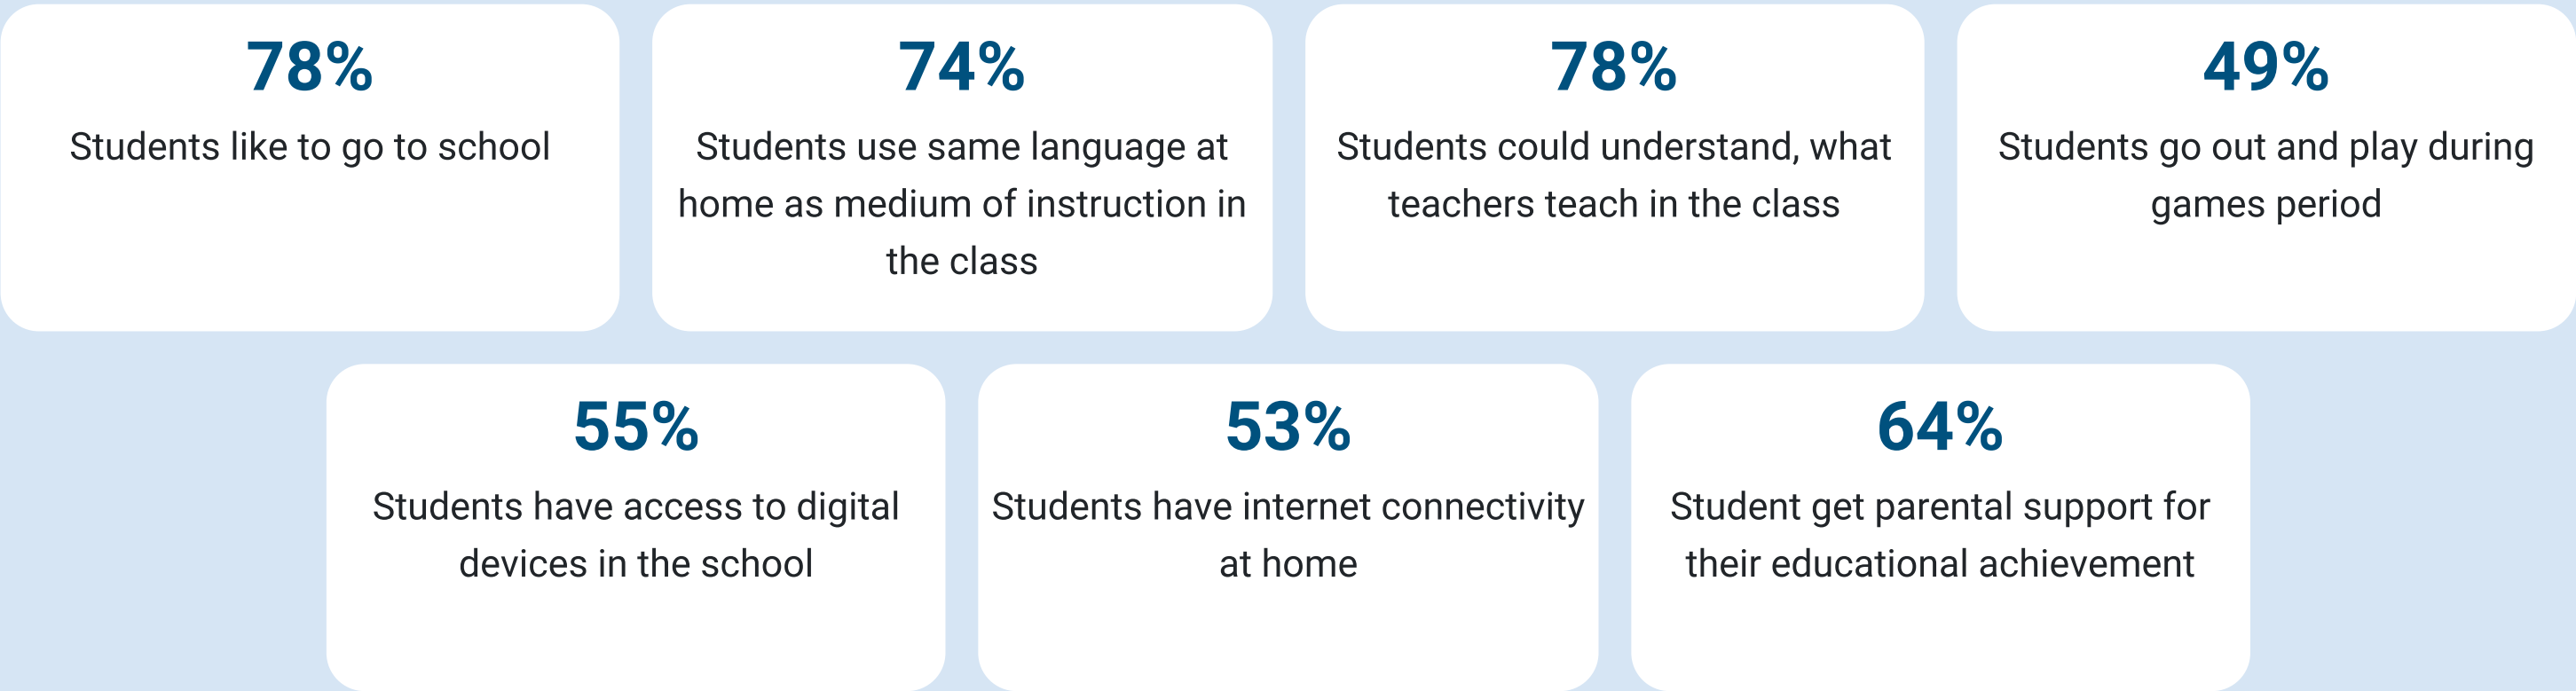 78%
Students like to go to school
74%
Students use same language at
home as medium of instruction in
the class
78%
Students could understand, what
teachers teach in the class
49%
Students go out and play during
games period
55%
Students have access to digital
devices in the school
53%
Students have internet connectivity
at home
64%
Student get parental support for
their educational achievement